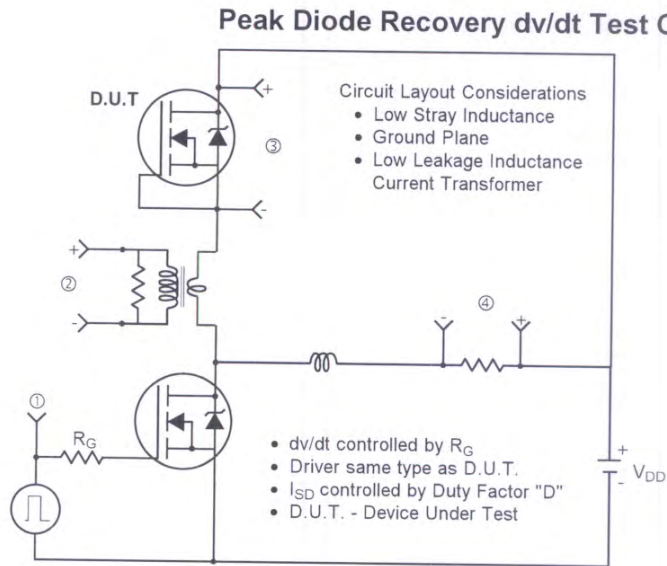 Peak Diode Recovery dv/dt Test C
D.U.T
+
Circuit Layout Considerations
• Low Stray Inductance
• Ground Plane
• Low Leakage Inductance
Current Transformer
③
-
+
②
-
④
- +
①
RG
• dv/dt controlled by RG
• Driver same type as D.U.T.
• ISD controlled by Duty Factor "D"
• D.U.T. - Device Under Test
+
VDD
-